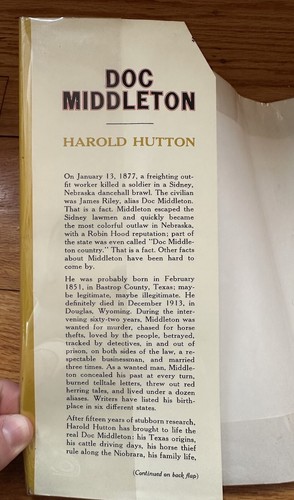 DOC
MIDDLETON
HAROLD HUTTON
On January 13, 1877, a freighting out-
fit worker killed a soldier in a Sidney,
Nebraska dancehall brawl. The civilian
was James Riley, alias Doc Middleton.
That is a fact. Middleton escaped the
Sidney lawmen and quickly became
the most colorful outlaw in Nebraska,
with a Robin Hood reputation; part of
the state was even called "Doc Middle-
ton country." That is a fact. Other facts
about Middleton have been hard to
come by.
He was probably born in February
1851, in Bastrop County, Texas; may-
be legitimate, maybe illegitimate. He
definitely died in December 1913, in
Douglas, Wyoming. During the inter-
vening sixty-two years, Middleton was
wanted for murder, chased for horse
thefts, loved by the people, betrayed,
tracked by detectives, in and out of
prison, on both sides of the law, a re-
spectable businessman, and married
three times. As a wanted man, Middle-
ton concealed his past at every turn,
burned telltale letters, threw out red
herring tales, and lived under a dozen
aliases. Writers have listed his birth-
place in six different states.
After fifteen years of stubborn research,
Harold Hutton has brought to life the
real Doc Middleton: his Texas origins,
his cattle driving days, his horse thief
rule along the Niobrara, his family life,
(Continued on back flap)